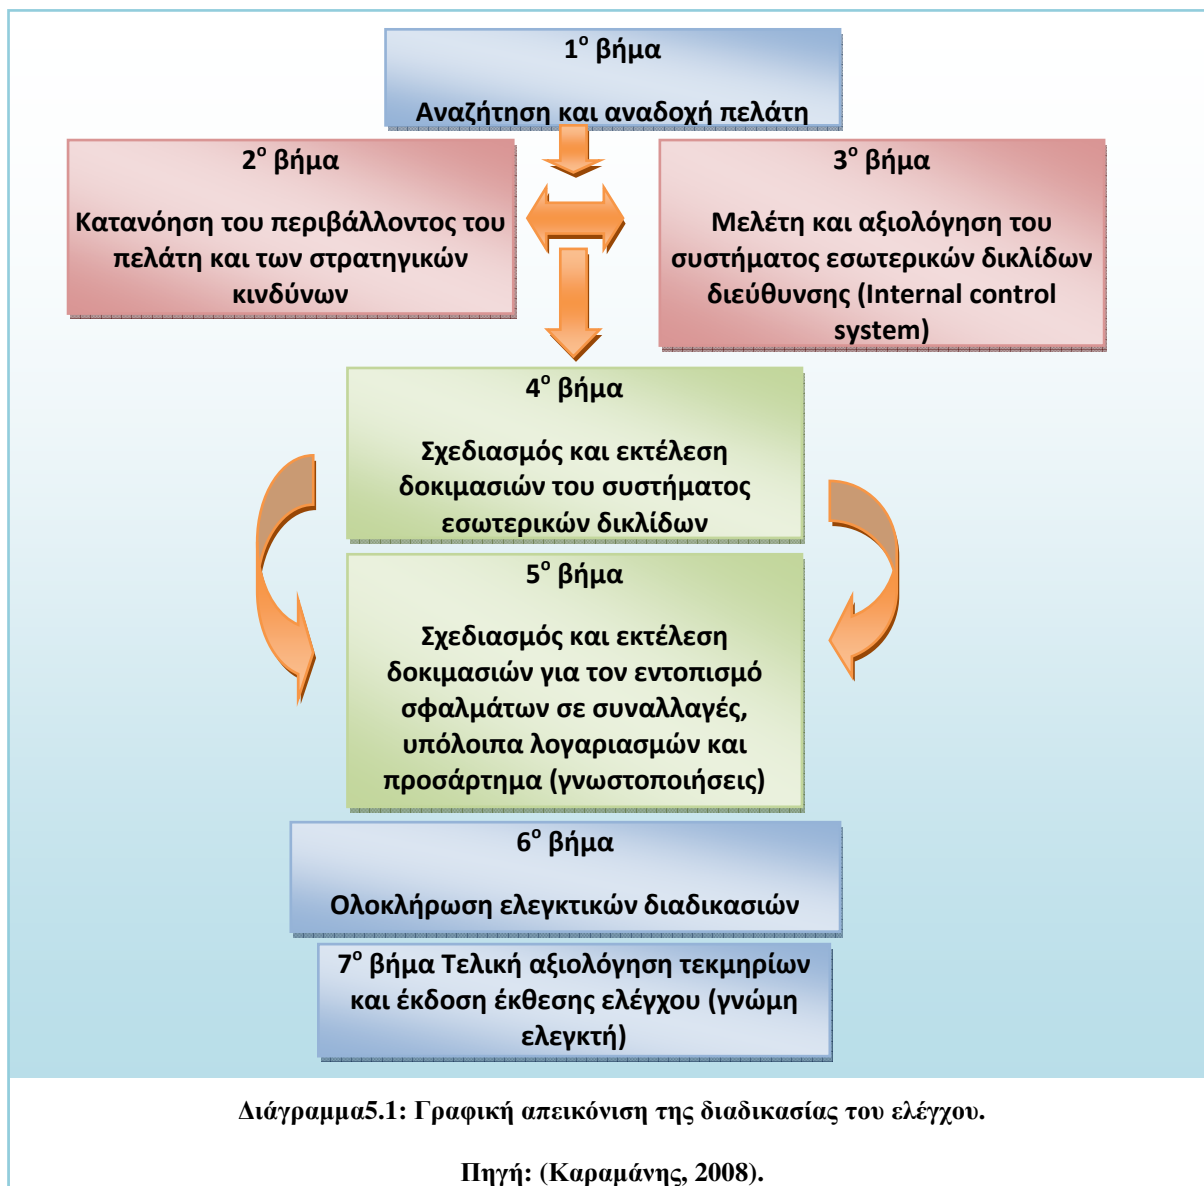 1ο βήμα
Αναζήτηση και αναδοχή πελάτη
2ο βήμα
Κατανόηση του περιβάλλοντος του
πελάτη και των στρατηγικών
κινδύνων
3ο βήμα
Μελέτη και αξιολόγηση του
συστήματος εσωτερικών δικλίδων
διεύθυνσης (Internal control
system)
4ο βήμα
Σχεδιασμός και εκτέλεση
δοκιμασιών του συστήματος
εσωτερικών δικλίδων
5ο βήμα
Σχεδιασμός και εκτέλεση
δοκιμασιών για τον εντοπισμό
σφαλμάτων σε συναλλαγές,
υπόλοιπα λογαριασμών και
προσάρτημα (γνωστοποιήσεις)
6ο βήμα
Ολοκλήρωση ελεγκτικών διαδικασιών
7ο βήμα Τελική αξιολόγηση τεκμηρίων
και έκδοση έκθεσης ελέγχου (γνώμη
ελεγκτή)
Διάγραμμα5.1: Γραφική απεικόνιση της διαδικασίας του ελέγχου.
Πηγή: (Καραμάνης, 2008).